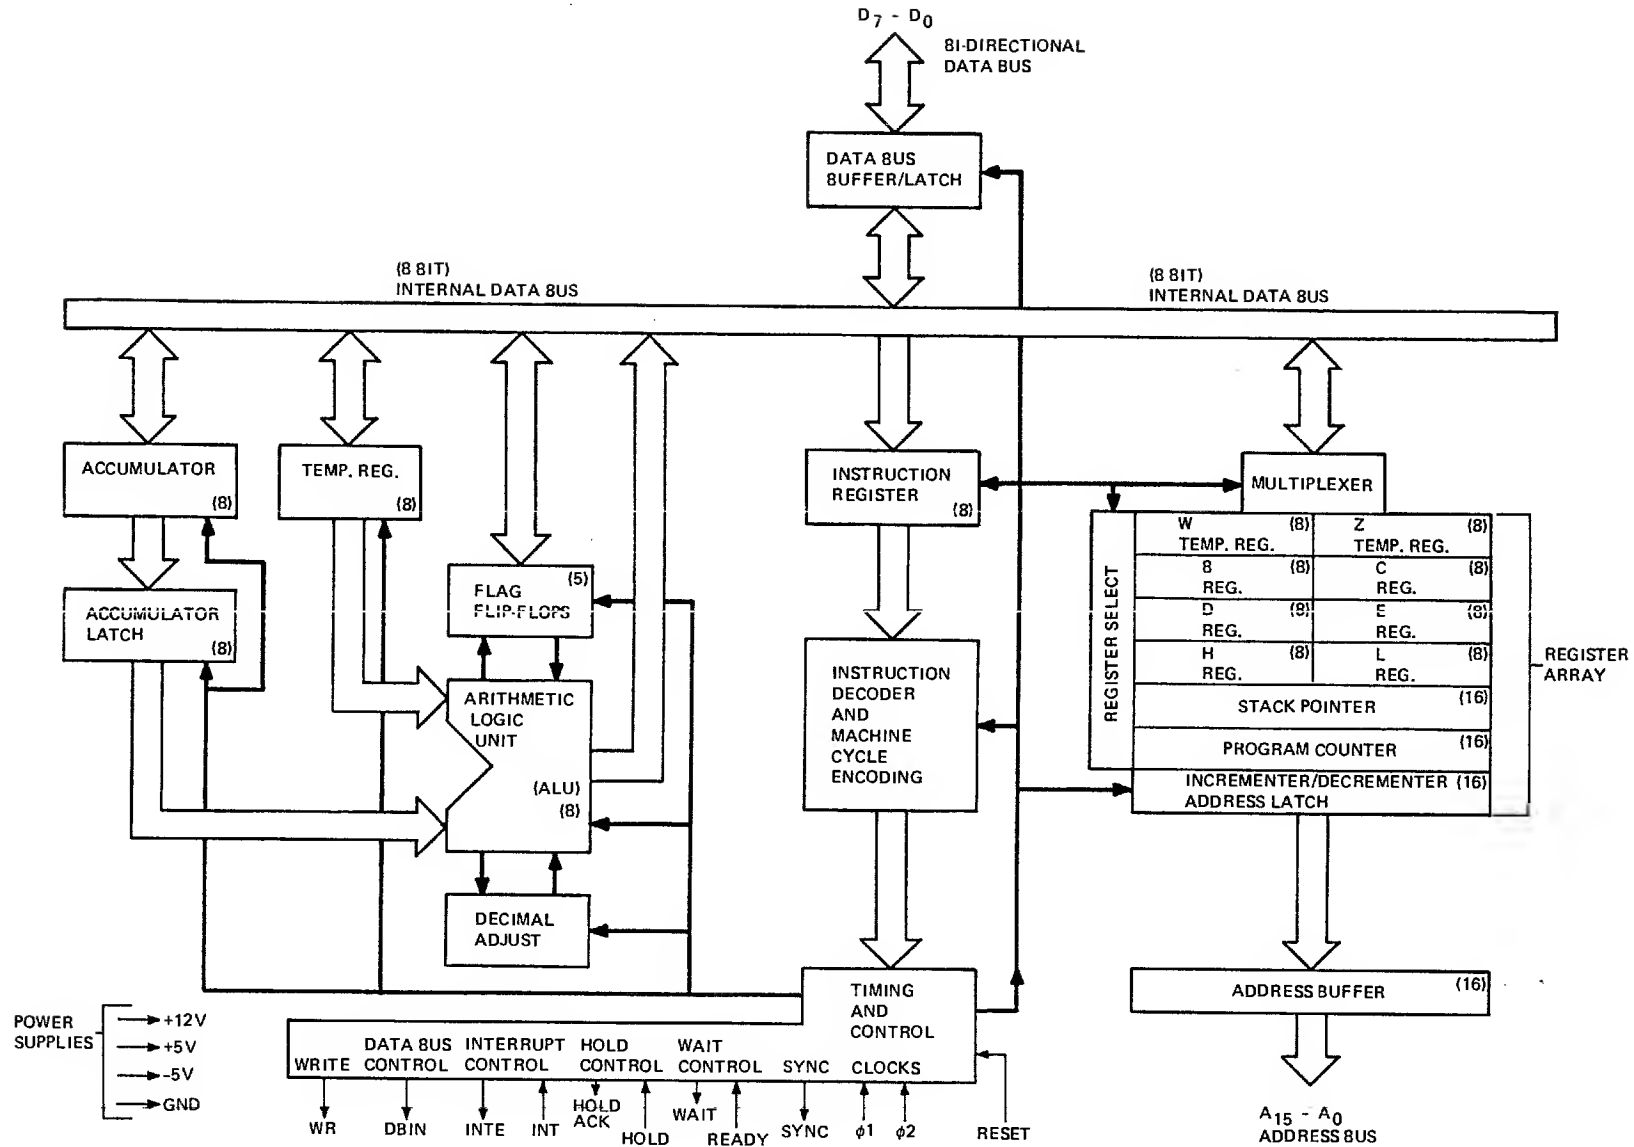 D7 - D0
8I-DIRECTIONAL
DATA BUS
DATA 8US
8UFFER/LATCH
(8 8IT)
INTERNAL DATA 8US
(8 8IT)
INTERNAL DATA 8US
ACCUMULATOR
(8)
TEMP. REG.
(8)
INSTRUCTION
REGISTER
(8)
MULTIPLEXER
REGISTER SELECT
W (8)
TEMP. REG.
Z (8)
TEMP. REG.
8 (8)
REG.
C (8)
REG.
D (8)
REG.
E (8)
REG.
H (8)
REG.
L (8)
REG.
STACK POINTER (16)
PROGRAM COUNTER (16)
INCREMENTER/DECREMENTER (16)
ADDRESS LATCH
REGISTER
ARRAY
ACCUMULATOR
LATCH
(8)
FLAG (5)
FLIP-FLOPS
ARITHMETIC
LOGIC
UNIT
(ALU)
(8)
INSTRUCTION
DECODER
AND
MACHINE
CYCLE
ENCODING
DECIMAL
ADJUST
TIMING
AND
CONTROL
ADDRESS BUFFER (16)
POWER
SUPPLIES
+12V
+5V
-5V
GND
WRITE
DATA 8US
CONTROL
INTERRUPT
CONTROL
HOLD
CONTROL
WAIT
CONTROL
SYNC
CLOCKS
WR
DBIN
INTE
INT
HOLD
ACK
HOLD
WAIT
READY
SYNC
ϕ1
ϕ2
RESET
A15 - A0
ADDRESS 8US